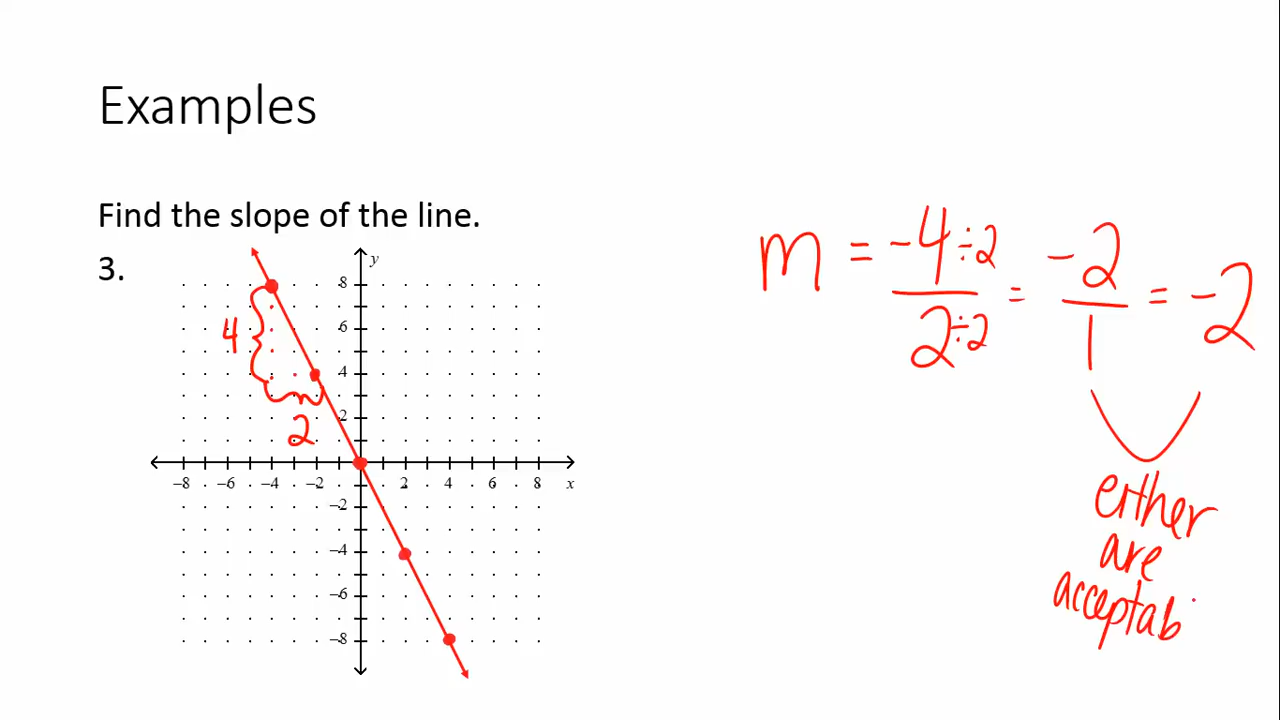 Examples
Find the slope of the line.
3.
y
8
6
4
2
-8 -6 -4 -2 2 4 6 8 x
-2
-4
-6
-8
4
2
m = -4÷2 / 2÷2 = -2 / 1 = -2
either
are
acceptab